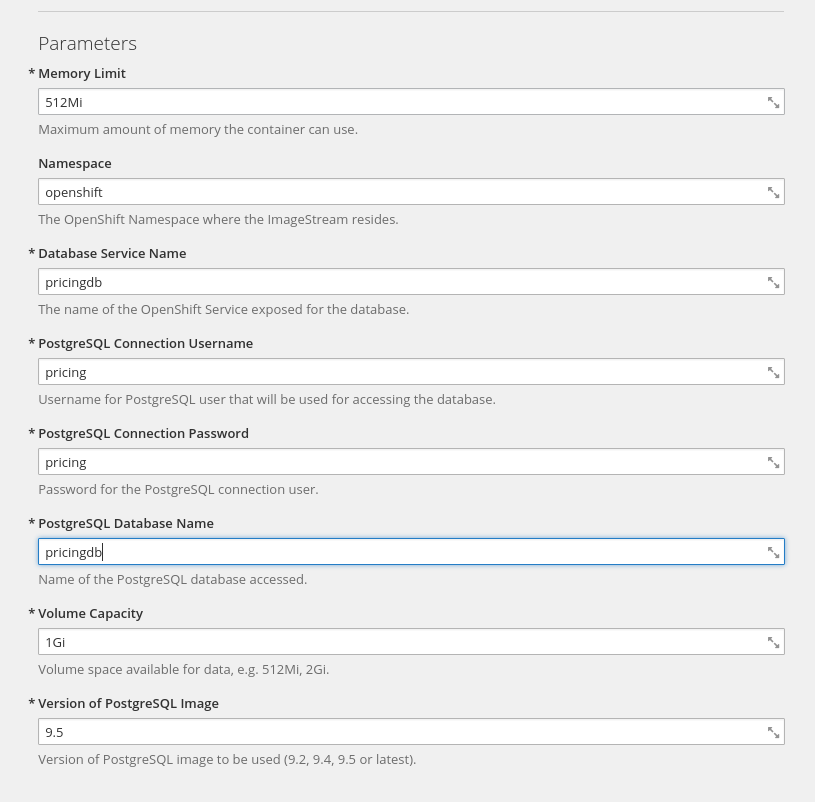 Parameters
* Memory Limit
512Mi
Maximum amount of memory the container can use.
Namespace
openshift
The OpenShift Namespace where the ImageStream resides.
* Database Service Name
pricingdb
The name of the OpenShift Service exposed for the database.
* PostgreSQL Connection Username
pricing
Username for PostgreSQL user that will be used for accessing the database.
* PostgreSQL Connection Password
pricing
Password for the PostgreSQL connection user.
* PostgreSQL Database Name
pricingdb
Name of the PostgreSQL database accessed.
* Volume Capacity
1Gi
Volume space available for data, e.g. 512Mi, 2Gi.
* Version of PostgreSQL Image
9.5
Version of PostgreSQL image to be used (9.2, 9.4, 9.5 or latest).